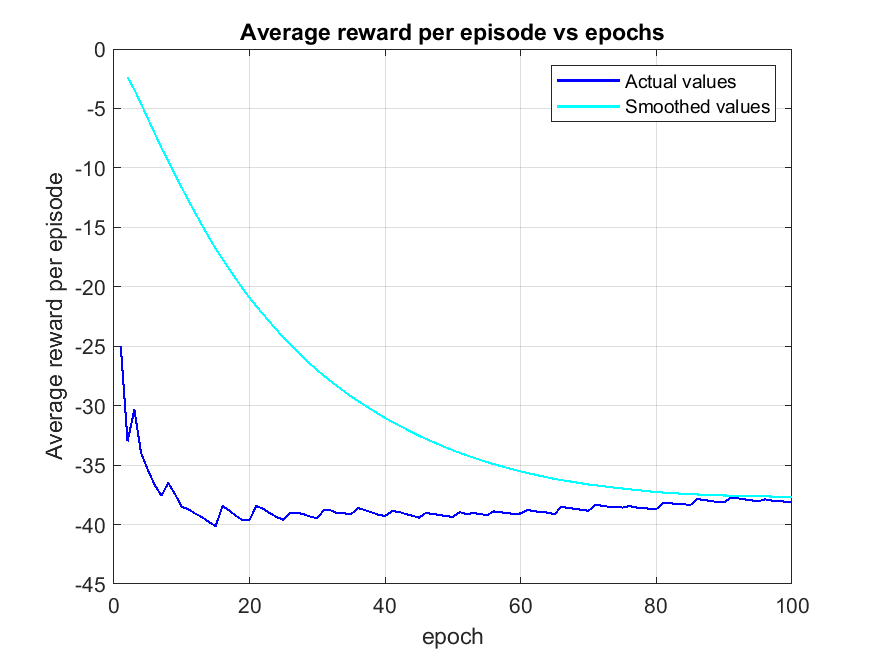 Average reward per episode vs epochs
0
-5
-10
-15
-20
-25
-30
-35
-40
-45
Average reward per episode
Actual values
Smoothed values
0 20 40 60 80 100
epoch